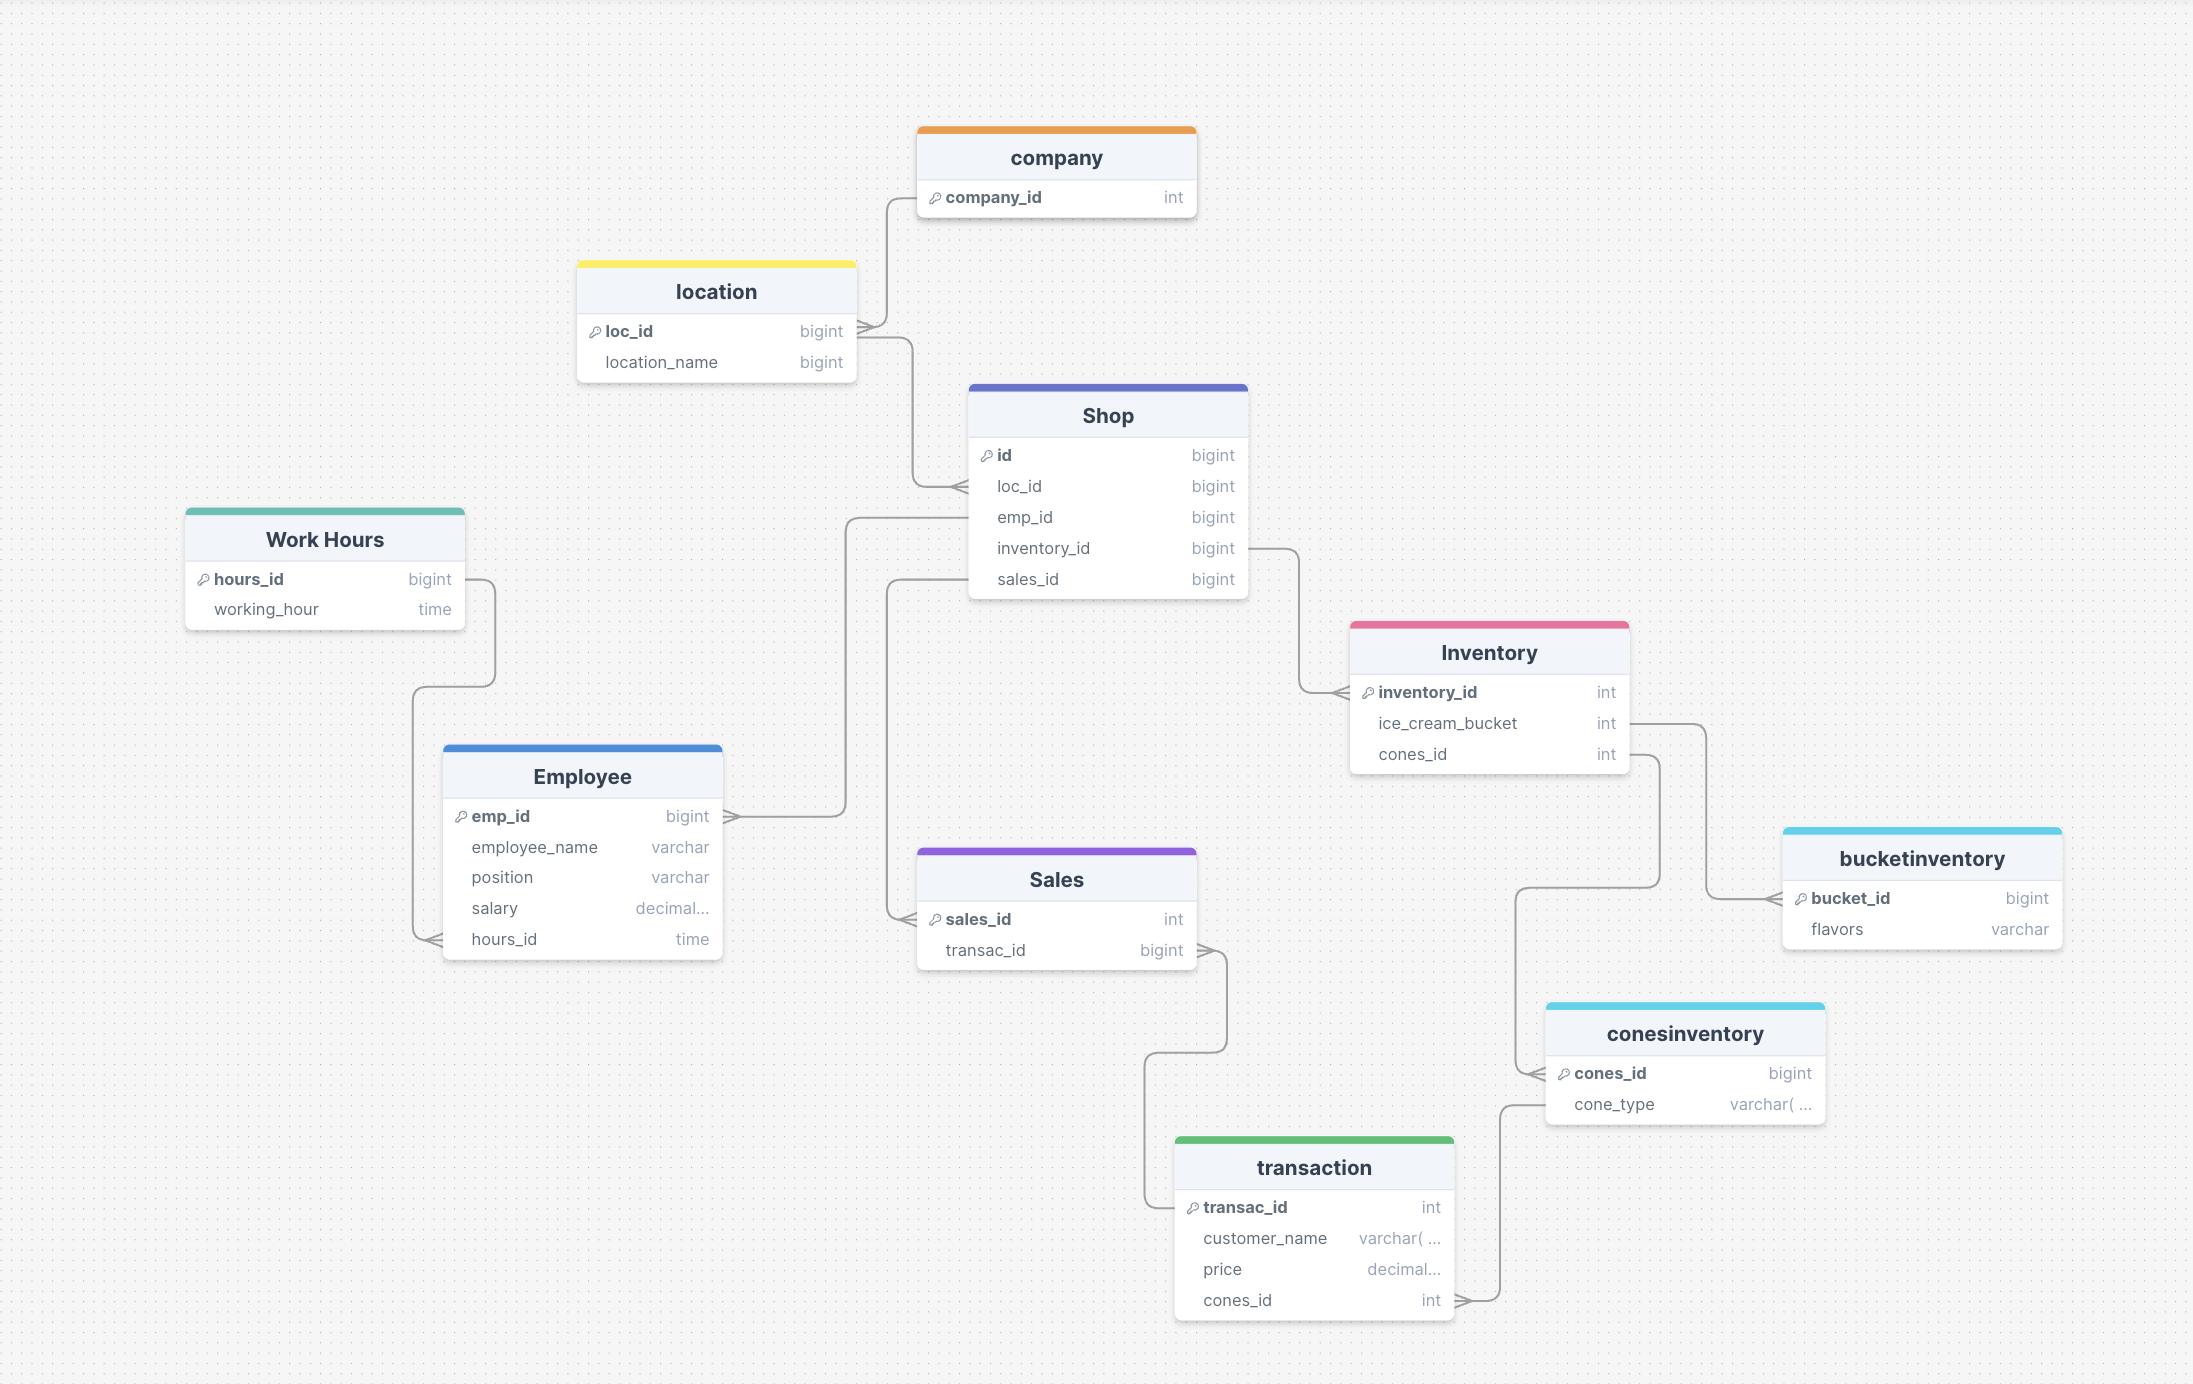 company
company_id int
location
loc_id bigint
location_name bigint
Shop
id bigint
loc_id bigint
emp_id bigint
inventory_id bigint
sales_id bigint
Work Hours
hours_id bigint
working_hour time
Inventory
inventory_id int
ice_cream_bucket int
cones_id int
Employee
emp_id bigint
employee_name varchar
position varchar
salary decimal...
hours_id time
Sales
sales_id int
transac_id bigint
bucketinventory
bucket_id bigint
flavors varchar
conesinventory
cones_id bigint
cone_type varchar( ...
transaction
transac_id int
customer_name varchar( ...
price decimal...
cones_id int